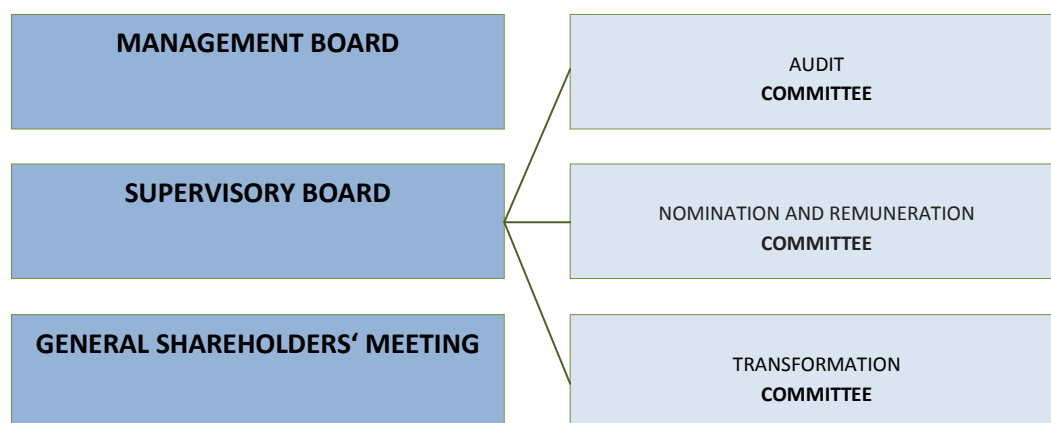 MANAGEMENT BOARD
AUDIT
COMMITTEE
SUPERVISORY BOARD
NOMINATION AND REMUNERATION
COMMITTEE
GENERAL SHAREHOLDERS‘ MEETING
TRANSFORMATION
COMMITTEE